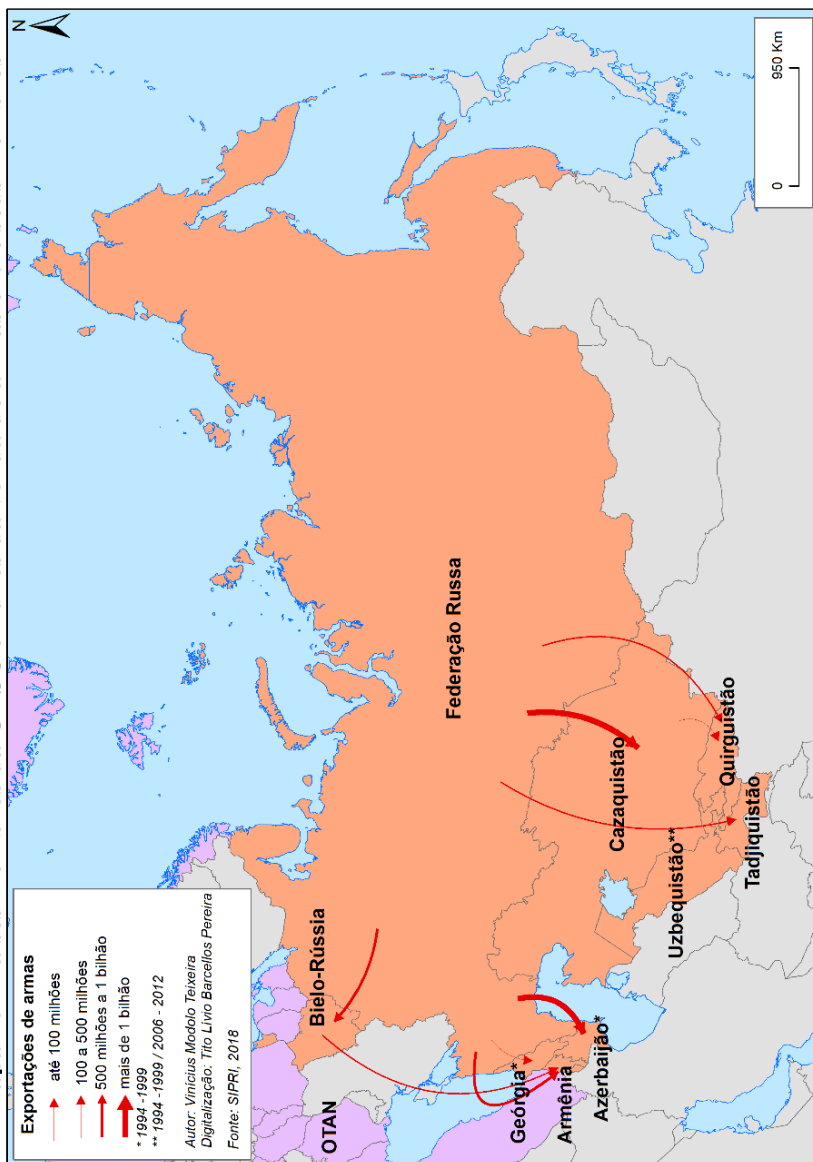 Exportações de armas
até 100 milhões
100 a 500 milhões
500 milhões a 1 bilhão
mais de 1 bilhão
* 1994 -1999
** 1994 -1999 / 2006 - 2012
Autor: Vinícius Modolo Teixeira
Digitalização: Tito Lívio Barcellos Pereira
Fonte: SIPRI, 2018
N
Bielo-Rússia
OTAN
Federação Russa
Geórgia*
Armênia
Azerbaijão*
Cazaquistão
Uzbequistão**
Quirguistão
Tadjiquistão
0 950 Km